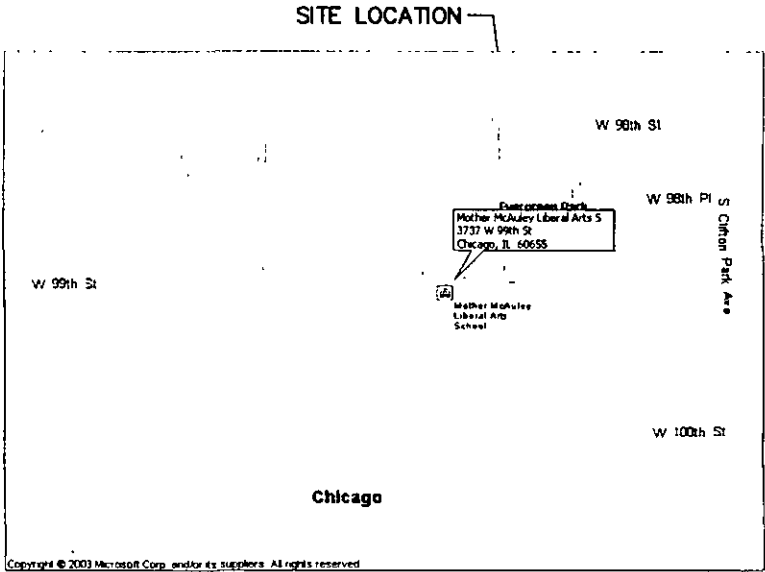 SITE LOCATION
W 98th St
W 98th Pl
S Clifton Park Ave
Evergreen Park
Mother McAuley Liberal Arts S
3737 W 99th St
Chicago, IL 60655
W 99th St
Mother McAuley
Liberal Arts
School
W 100th St
Chicago
Copyright © 2003 Microsoft Corp. and/or its suppliers. All rights reserved